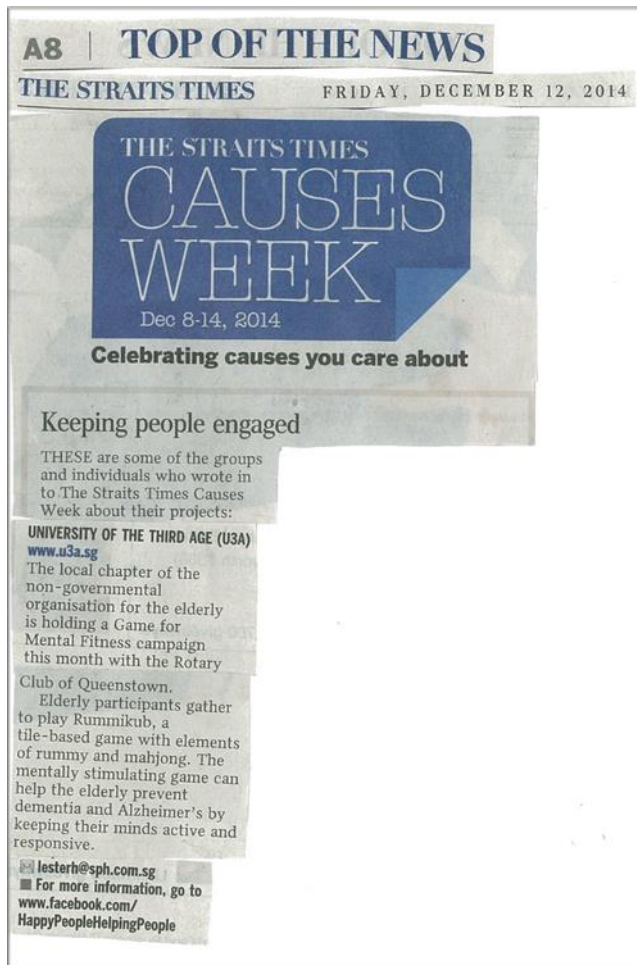 A8 | TOP OF THE NEWS
THE STRAITS TIMES FRIDAY, DECEMBER 12, 2014
THE STRAITS TIMES
CAUSES
WEEK
Dec 8-14, 2014
Celebrating causes you care about
Keeping people engaged
THESE are some of the groups
and individuals who wrote in
to The Straits Times Causes
Week about their projects:
UNIVERSITY OF THE THIRD AGE (U3A)
www.u3a.sg
The local chapter of the
non-governmental
organisation for the elderly
is holding a Game for
Mental Fitness campaign
this month with the Rotary
Club of Queenstown.
Elderly participants gather
to play Rummikub, a
tile-based game with elements
of rummy and mahjong. The
mentally stimulating game can
help the elderly prevent
dementia and Alzheimer's by
keeping their minds active and
responsive.
lesterh@sph.com.sg
For more information, go to
www.facebook.com/
HappyPeopleHelpingPeople